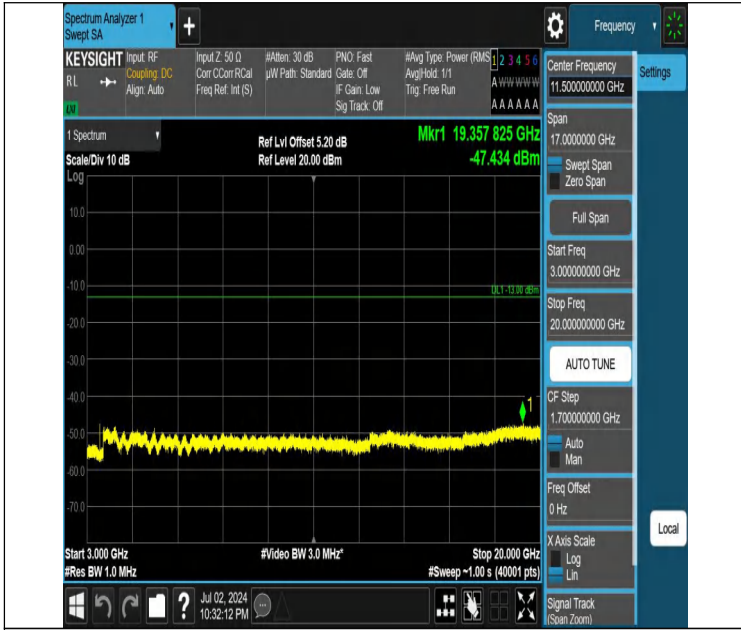 Spectrum Analyzer 1
Swept SA
+
Frequency
KEYSIGHT
RL
Input: RF
Coupling: DC
Align: Auto
Input Z: 50 Ω
Corr CCorr RCal
Freq Ref: Int (S)
#Atten: 30 dB
µW Path: Standard
PNO: Fast
Gate: Off
IF Gain: Low
Sig Track: Off
#Avg Type: Power (RMS
Avg|Hold: 1/1
Trig: Free Run
1 2 3 4 5 6
A W W W W W
A A A A A A
1 Spectrum
Scale/Div 10 dB
Ref Lvl Offset 5.20 dB
Ref Level 20.00 dBm
Mkr1 19.357 825 GHz
-47.434 dBm
Log
10.0
0.00
-10.0
DL1 -13.00 dBm
-20.0
-30.0
-40.0
1
-50.0
-60.0
-70.0
Start 3.000 GHz
#Res BW 1.0 MHz
#Video BW 3.0 MHz*
Stop 20.000 GHz
#Sweep ~1.00 s (40001 pts)
?
Jul 02, 2024
10:32:12 PM
Center Frequency
11.500000000 GHz
Settings
Span
17.0000000 GHz
Swept Span
Zero Span
Full Span
Start Freq
3.000000000 GHz
Stop Freq
20.000000000 GHz
AUTO TUNE
CF Step
1.700000000 GHz
Auto
Man
Freq Offset
0 Hz
X Axis Scale
Log
Lin
Local
Signal Track
(Span Zoom)